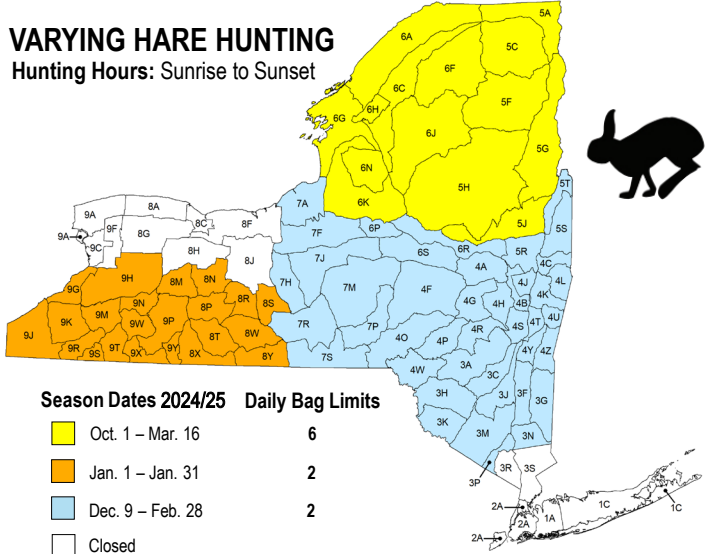 VARYING HARE HUNTING
Hunting Hours: Sunrise to Sunset
5A
6A
5C
6F
6C
5F
6H
6G
6J
5G
6N
5H
6K
5T
5J
7A
9A
8A
9F
8C
8F
5S
9A
8G
7F
6P
9C
8H
6R
5R
6S
8J
7J
4C
4A
9H
8M
8N
7H
7M
4F
4J
4L
9G
4K
8R
8S
4G
4H
4B
9N
8P
9M
9K
9W
9P
7R
7P
4R
4S
4T
4U
9J
8T
8W
4O
4P
9R
9S
9T
9X
9Y
8X
8Y
7S
4Y
4Z
4W
3A
3C
3H
3J
3F
3G
3K
3M
3N
3R
3S
3P
2A
1C
1C
2A
1A
2A
Season Dates 2024/25 Daily Bag Limits
Oct. 1 – Mar. 16 6
Jan. 1 – Jan. 31 2
Dec. 9 – Feb. 28 2
Closed